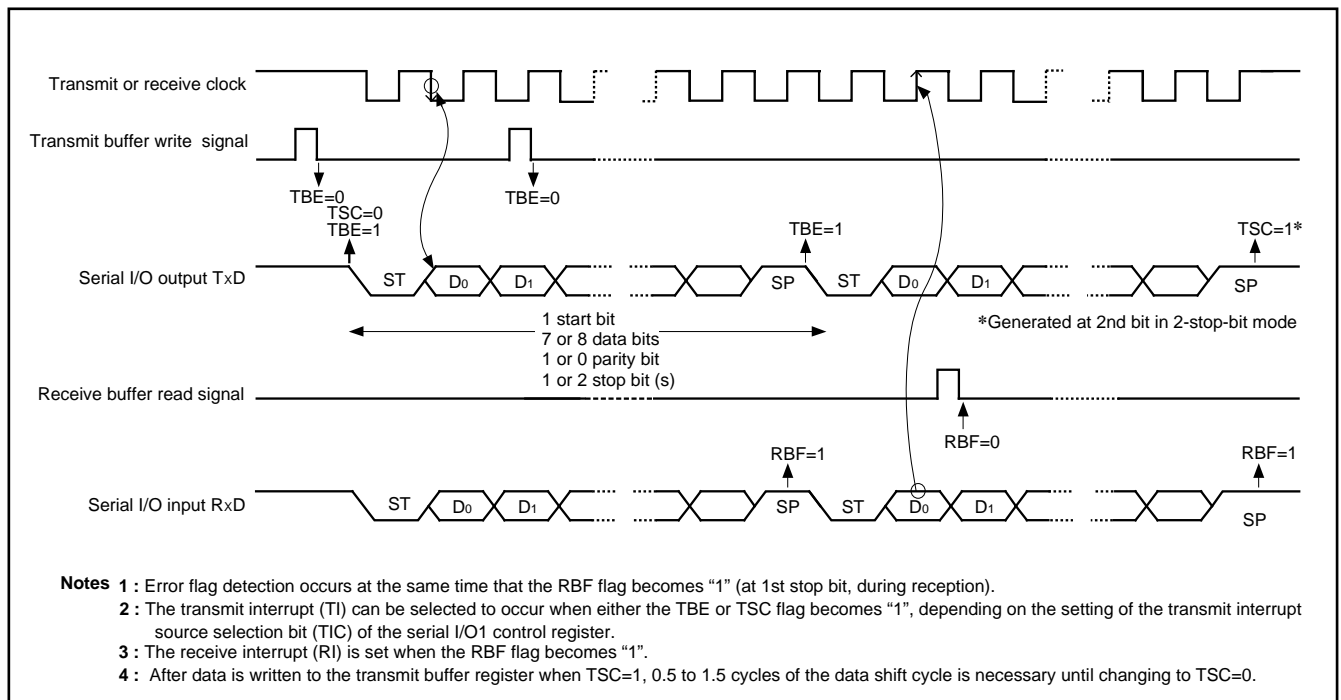 Transmit or receive clock
Transmit buffer write signal
TBE=0
TSC=0
TBE=1
TBE=0
TBE=1
TSC=1*
Serial I/O output TxD
ST
D0
D1
SP
ST
D0
D1
SP
1 start bit
7 or 8 data bits
1 or 0 parity bit
1 or 2 stop bit (s)
*Generated at 2nd bit in 2-stop-bit mode
Receive buffer read signal
RBF=0
RBF=1
RBF=1
Serial I/O input RxD
ST
D0
D1
SP
ST
D0
D1
SP
Notes 1 : Error flag detection occurs at the same time that the RBF flag becomes “1” (at 1st stop bit, during reception).
2 : The transmit interrupt (TI) can be selected to occur when either the TBE or TSC flag becomes “1”, depending on the setting of the transmit interrupt
source selection bit (TIC) of the serial I/O1 control register.
3 : The receive interrupt (RI) is set when the RBF flag becomes “1”.
4 : After data is written to the transmit buffer register when TSC=1, 0.5 to 1.5 cycles of the data shift cycle is necessary until changing to TSC=0.